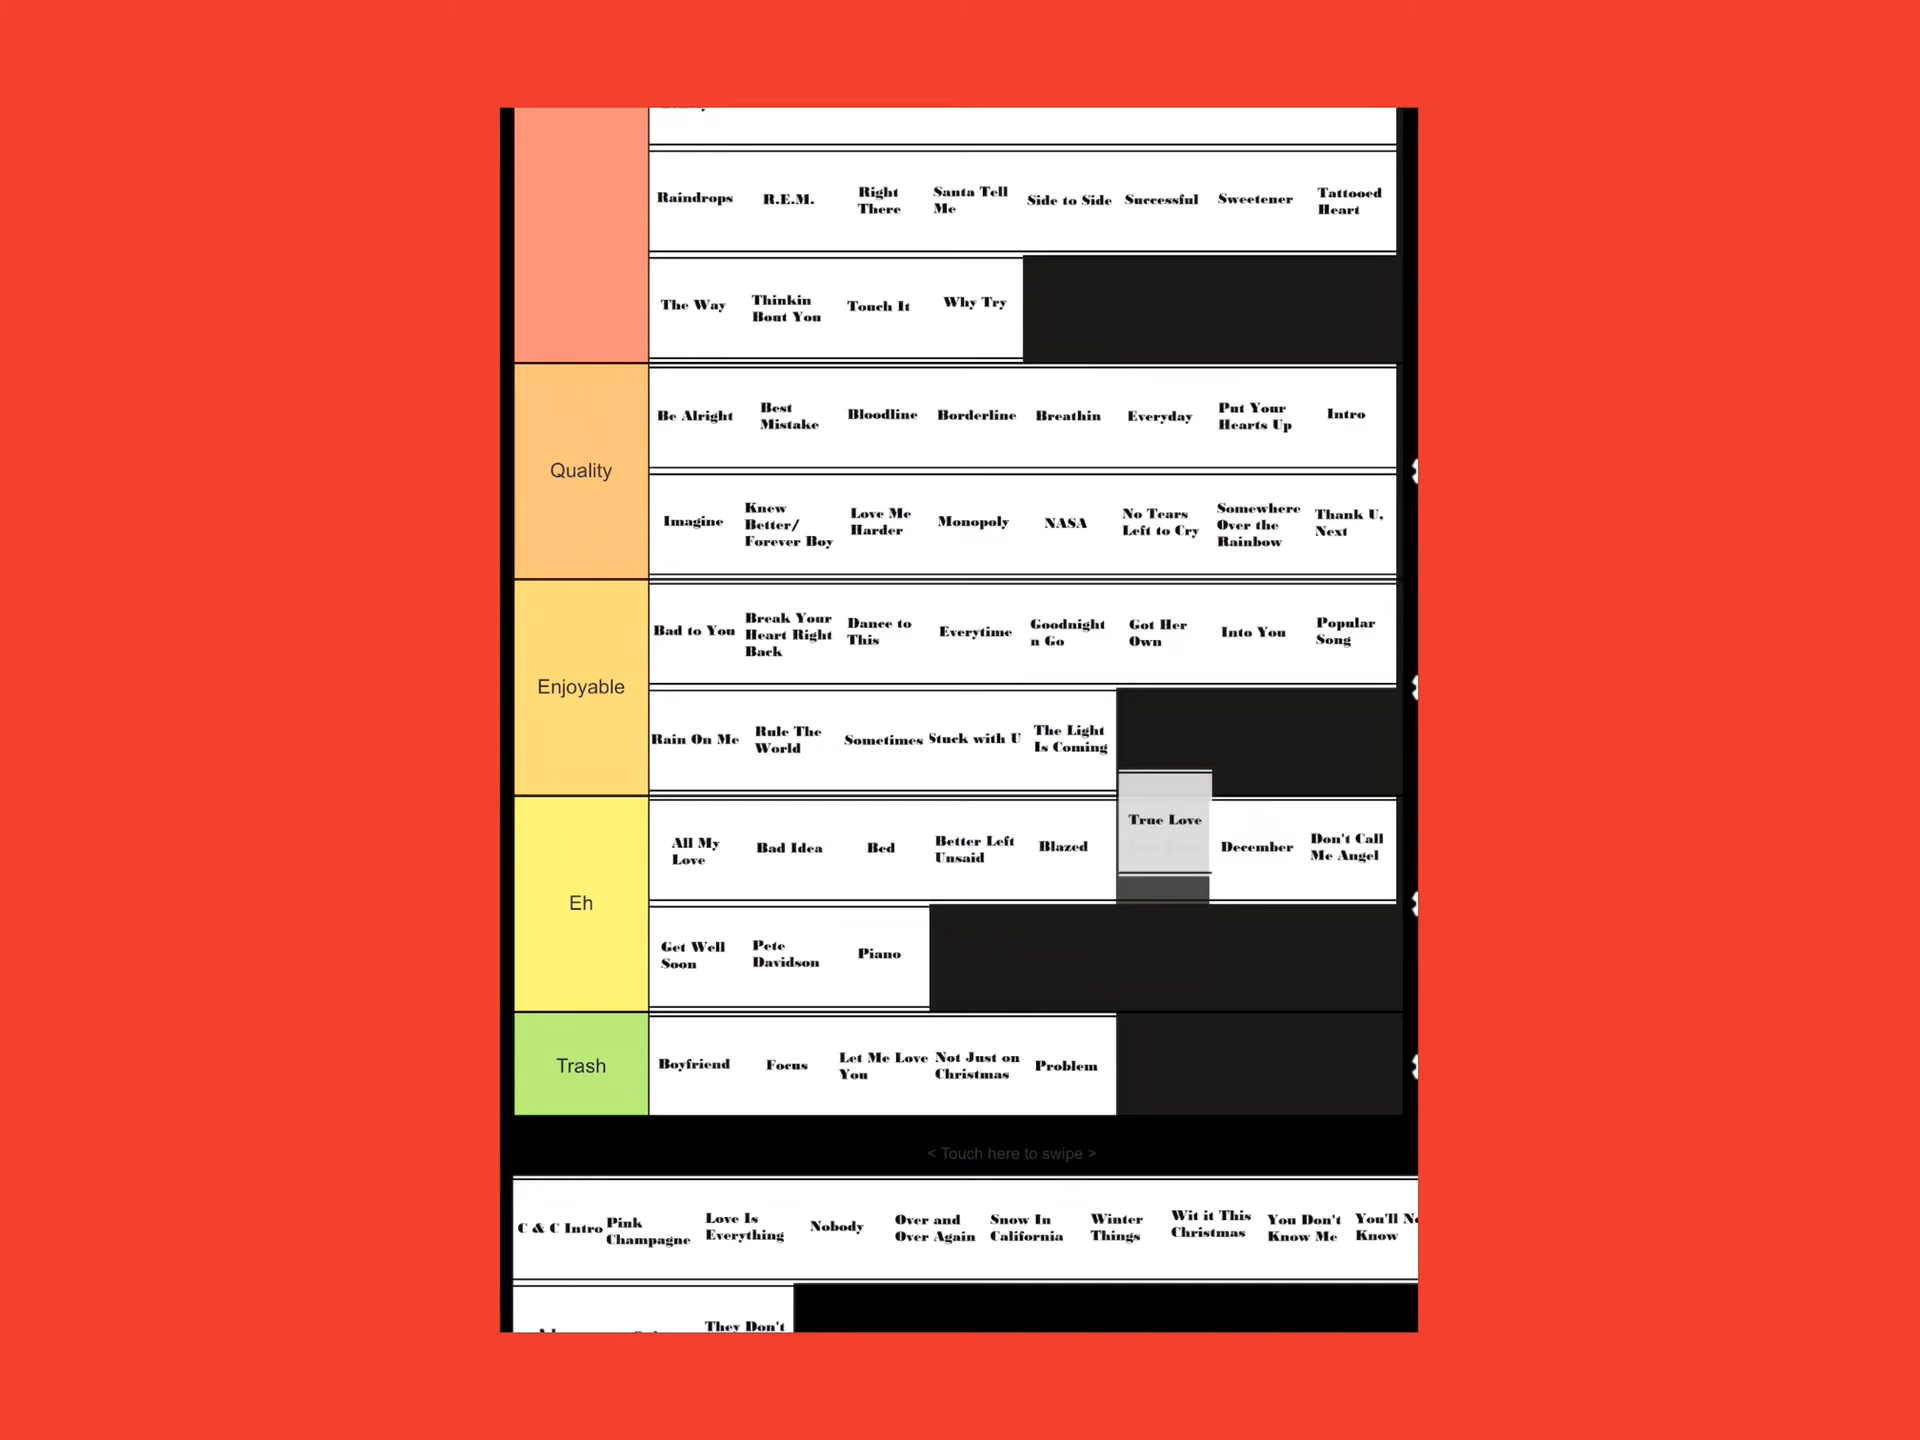 Raindrops
R.E.M.
Right
There
Santa Tell
Me
Side to Side
Successful
Sweetener
Tattooed
Heart
The Way
Thinkin
Bout You
Touch It
Why Try
Quality
Be Alright
Best
Mistake
Bloodline
Borderline
Breathin
Everyday
Put Your
Hearts Up
Intro
Imagine
Knew
Better/
Forever Boy
Love Me
Harder
Monopoly
NASA
No Tears
Left to Cry
Somewhere
Over the
Rainbow
Thank U,
Next
Enjoyable
Bad to You
Break Your
Heart Right
Back
Dance to
This
Everytime
Goodnight
n Go
Got Her
Own
Into You
Popular
Song
Rain On Me
Rule The
World
Sometimes
Stuck with U
The Light
Is Coming
Eh
All My
Love
Bad Idea
Bed
Better Left
Unsaid
Blazed
True Love
December
Don't Call
Me Angel
Get Well
Soon
Pete
Davidson
Piano
Trash
Boyfriend
Focus
Let Me Love
You
Not Just on
Christmas
Problem
< Touch here to swipe >
C & C Intro
Pink
Champagne
Love Is
Everything
Nobody
Over and
Over Again
Snow In
California
Winter
Things
Wit it This
Christmas
You Don't
Know Me
You'll
Know
They Don't